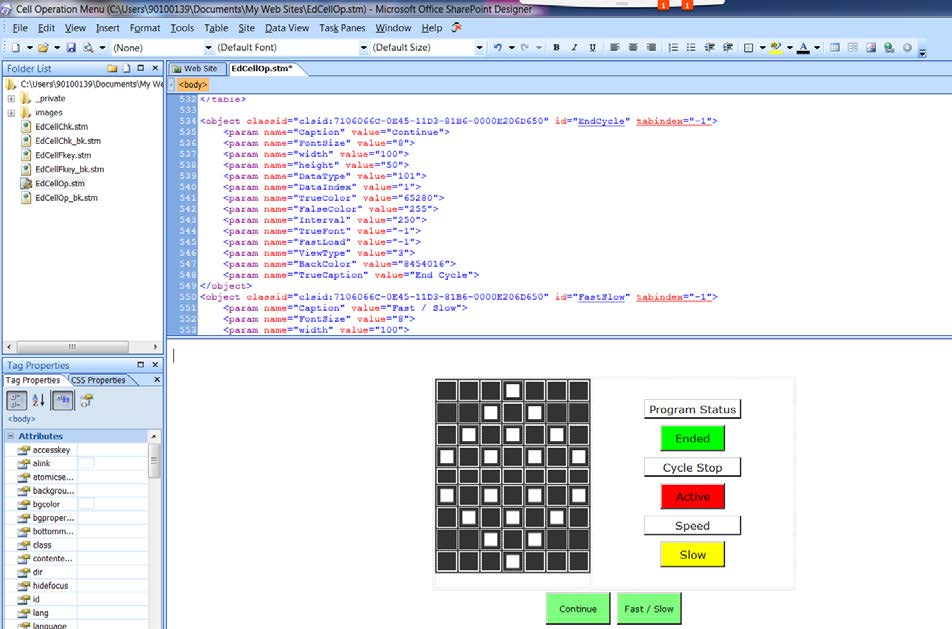 Cell Operation Menu (C:\Users\90100139\Documents\My Web Sites\EdCellOp.stm) - Microsoft Office SharePoint Designer
1 1
File Edit View Insert Format Tools Table Site Data View Task Panes Window Help
(None) (Default Font) (Default Size) B I U A
Folder List
C:\Users\90100139\Documents\My We
_private
images
EdCellChk.stm
EdCellChk_bk.stm
EdCellFkey.stm
EdCellFkey_bk.stm
EdCellOp.stm
EdCellOp_bk.stm
Web Site EdCellOp.stm*
<body>
532 </table>
533
534 <object classid="clsid:7106066C-0E45-11D3-81B6-0000E206D650" id="EndCycle" tabindex="-1">
535 <param name="Caption" value="Continue">
536 <param name="FontSize" value="8">
537 <param name="width" value="100">
538 <param name="height" value="50">
539 <param name="DataType" value="101">
540 <param name="DataIndex" value="1">
541 <param name="TrueColor" value="65280">
542 <param name="FalseColor" value="255">
543 <param name="Interval" value="250">
544 <param name="TrueFont" value="-1">
545 <param name="FastLoad" value="-1">
546 <param name="ViewType" value="3">
547 <param name="BackColor" value="8454016">
548 <param name="TrueCaption" value="End Cycle">
549 </object>
550 <object classid="clsid:7106066C-0E45-11D3-81B6-0000E206D650" id="FastSlow" tabindex="-1">
551 <param name="Caption" value="Fast / Slow">
552 <param name="FontSize" value="8">
553 <param name="width" value="100">
Tag Properties
Tag Properties CSS Properties
<body>
Attributes
accesskey
alink
atomicse...
backgrou...
bgcolor
bgproper...
bottomm...
class
contente...
dir
hidefocus
id
lang
language
Program Status
Ended
Cycle Stop
Active
Speed
Slow
Continue Fast / Slow